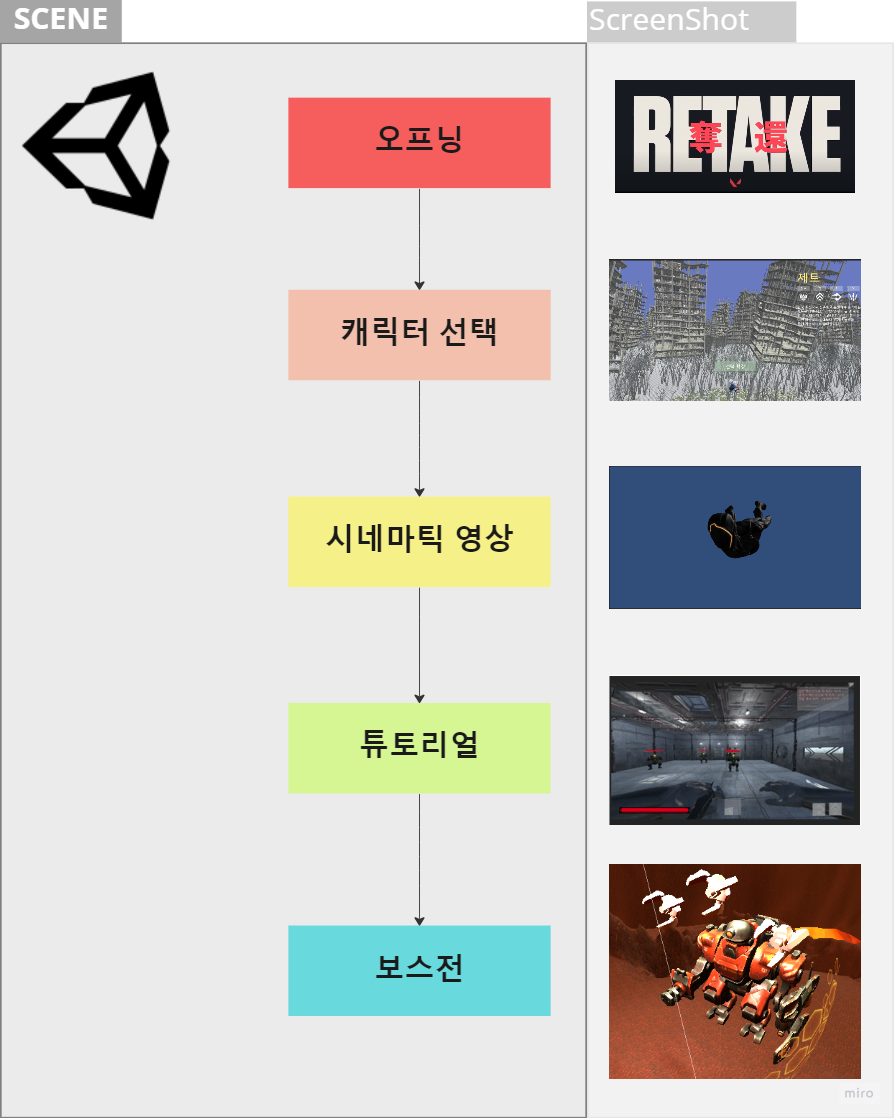 SCENE
ScreenShot
오프닝
RETAKE
奪 還
캐릭터 선택
제트
시네마틱 영상
튜토리얼
보스전
miro